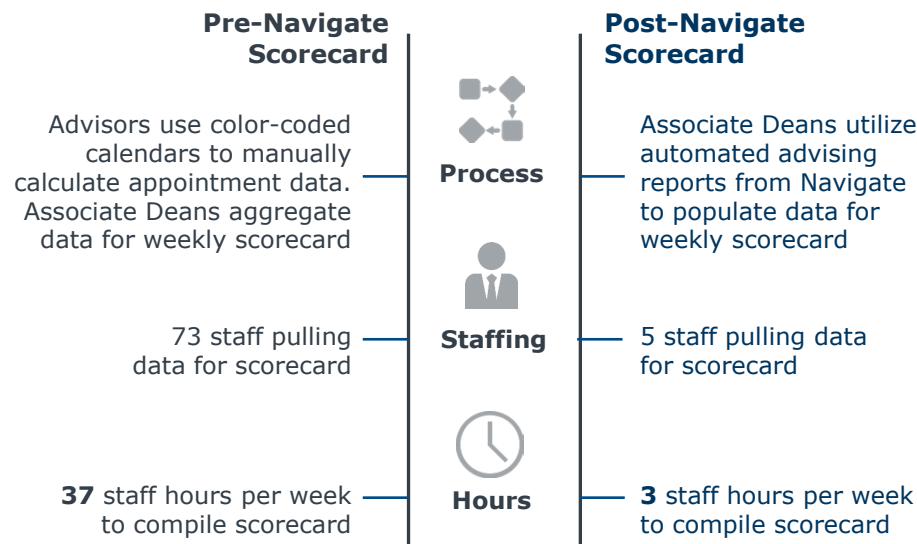 Pre-Navigate
Scorecard
Post-Navigate
Scorecard
Advisors use color-coded
calendars to manually
calculate appointment data.
Associate Deans aggregate
data for weekly scorecard
Process
Associate Deans utilize
automated advising
reports from Navigate
to populate data for
weekly scorecard
73 staff pulling
data for scorecard
Staffing
5 staff pulling data
for scorecard
37 staff hours per week
to compile scorecard
Hours
3 staff hours per week
to compile scorecard